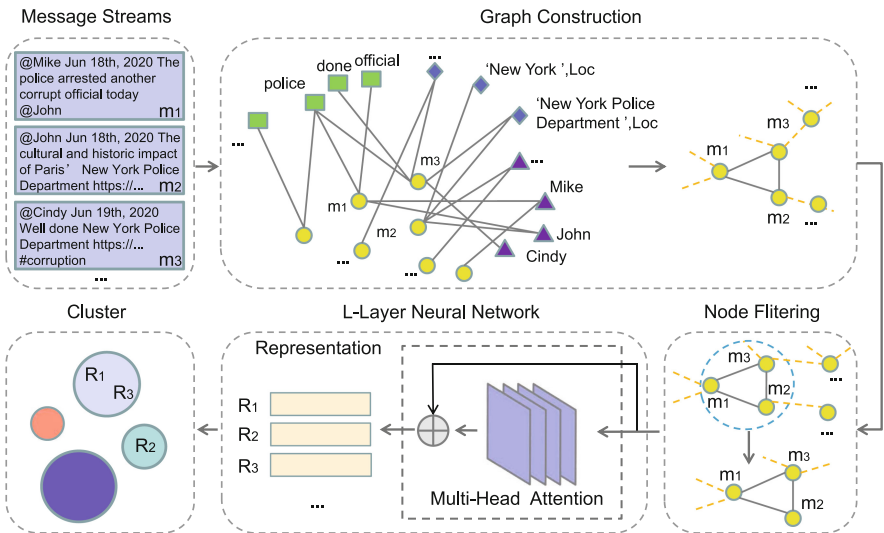 Message Streams
@Mike Jun 18th, 2020 The
police arrested another
corrupt official today
@John
m1
@John Jun 18th, 2020 The
cultural and historic impact
of Paris' New York Police
Department https://...
m2
@Cindy Jun 19th, 2020
Well done New York Police
Department https://...
#corruption
m3
...
Graph Construction
police
done
official
...
'New York ',Loc
'New York Police
Department ',Loc
...
...
Mike
John
Cindy
m1
m2
m3
...
...
...
m1
m3
m2
...
Cluster
R1
R3
R2
L-Layer Neural Network
Representation
R1
R2
R3
...
Multi-Head Attention
Node Flitering
m3
m1
m2
...
...
m1
m3
m2